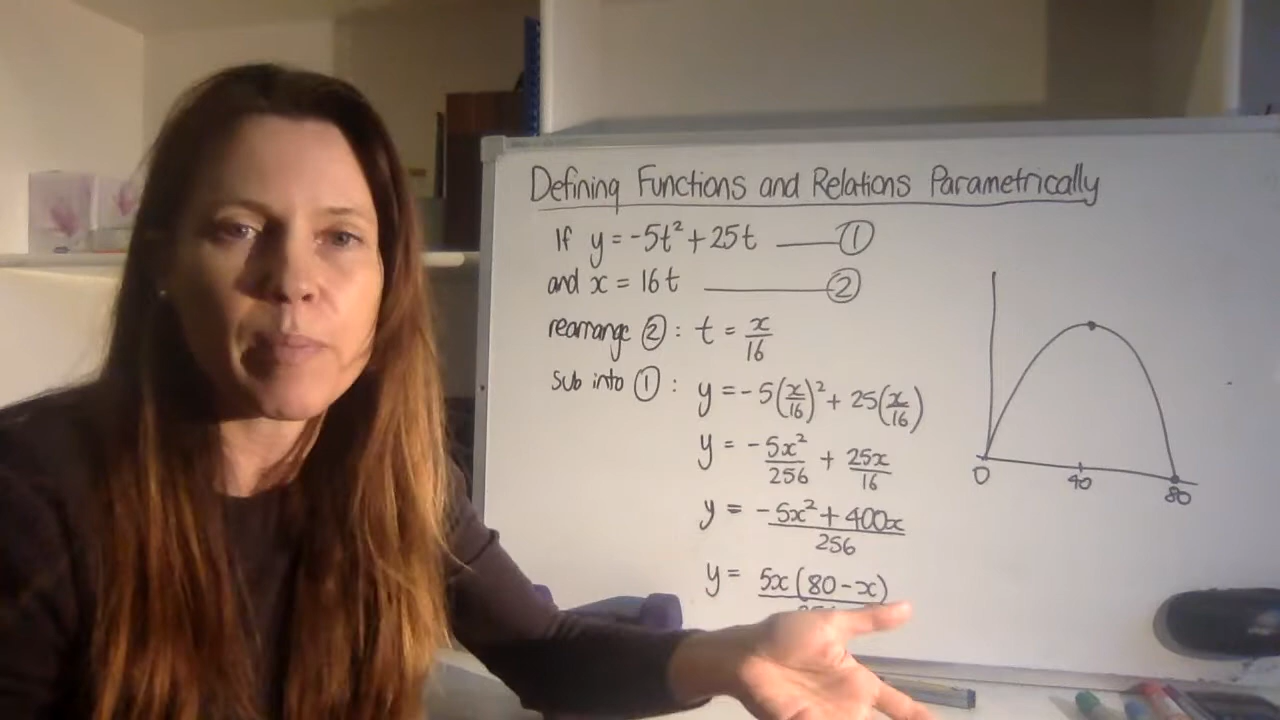 Defining Functions and Relations Parametrically
If y = -5t² + 25t ——①
and x = 16t ——②
rearrange ②: t = x/16
sub into ①: y = -5(x/16)² + 25(x/16)
y = -5x²/256 + 25x/16
y = -5x² + 400x/256
y = 5x(80-x)
0 40 80